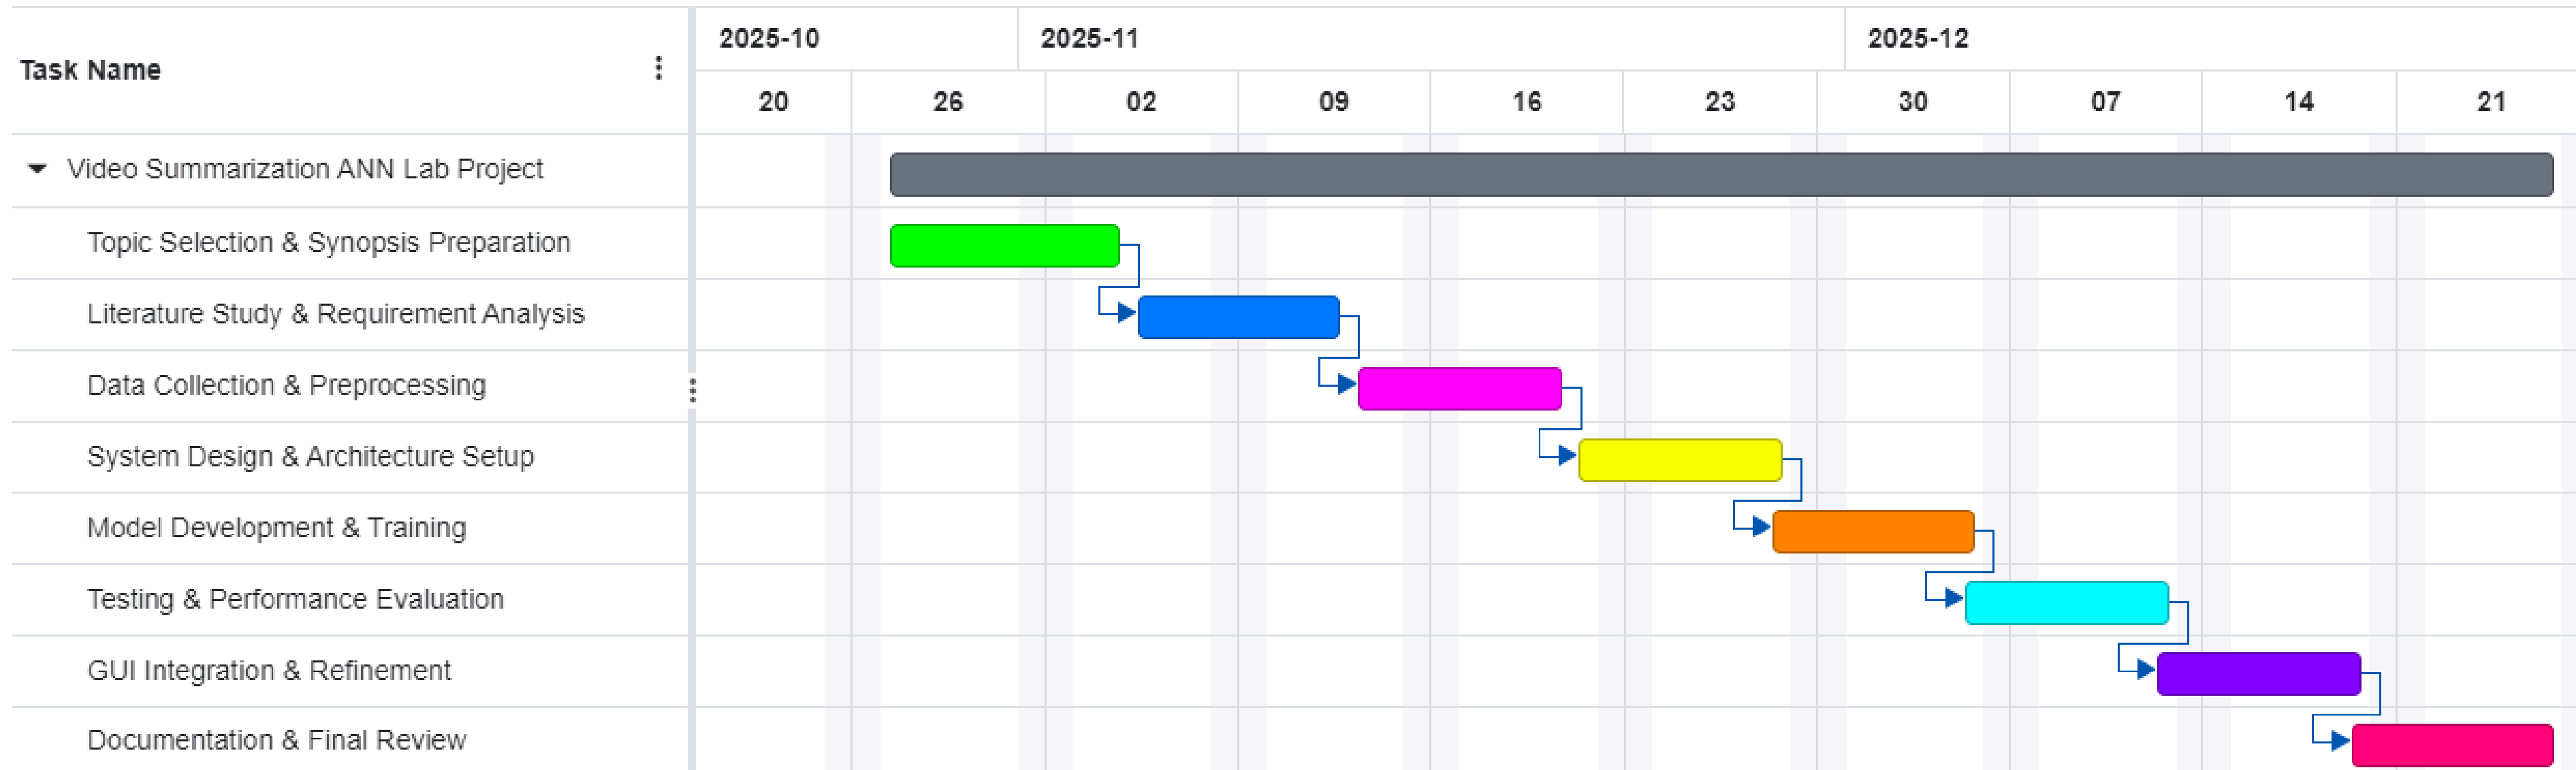 Task Name
2025-10 2025-11 2025-12
20 26 02 09 16 23 30 07 14 21
Video Summarization ANN Lab Project
Topic Selection & Synopsis Preparation
Literature Study & Requirement Analysis
Data Collection & Preprocessing
System Design & Architecture Setup
Model Development & Training
Testing & Performance Evaluation
GUI Integration & Refinement
Documentation & Final Review